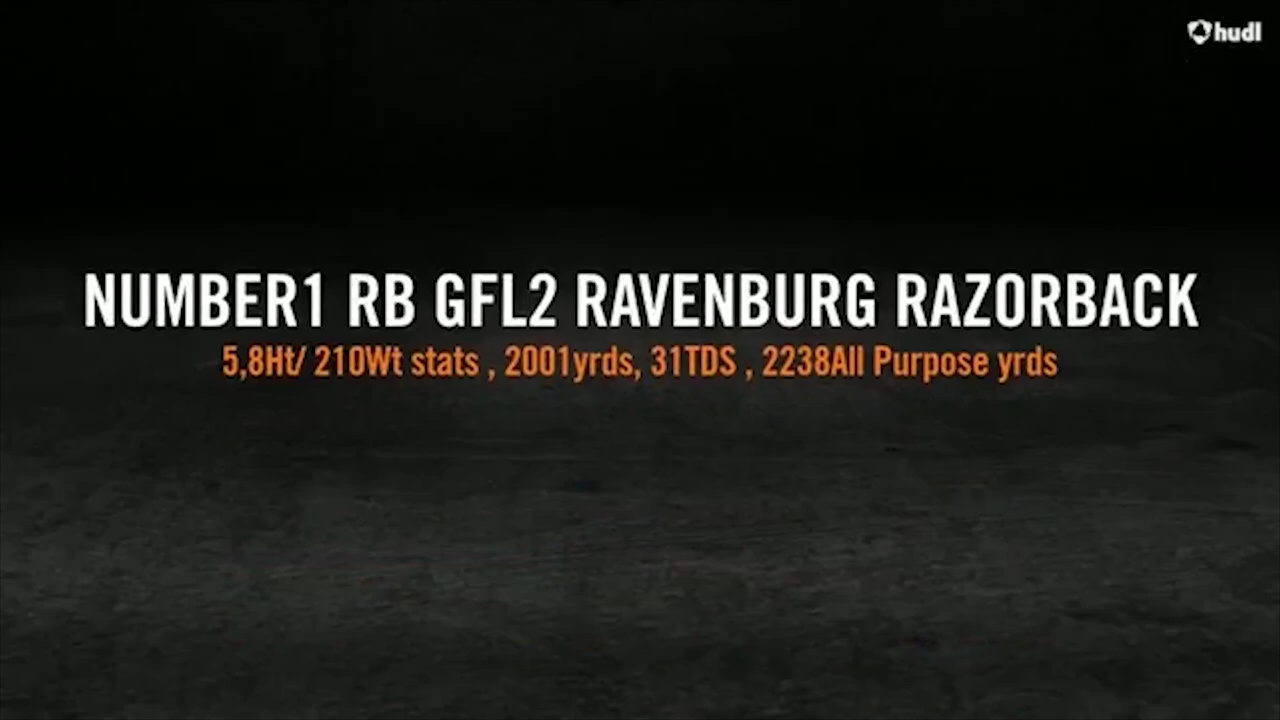 hudl
NUMBER1 RB GFL2 RAVENBURG RAZORBACK
5,8Ht/ 210Wt stats , 2001yrds, 31TDS , 2238All Purpose yrds